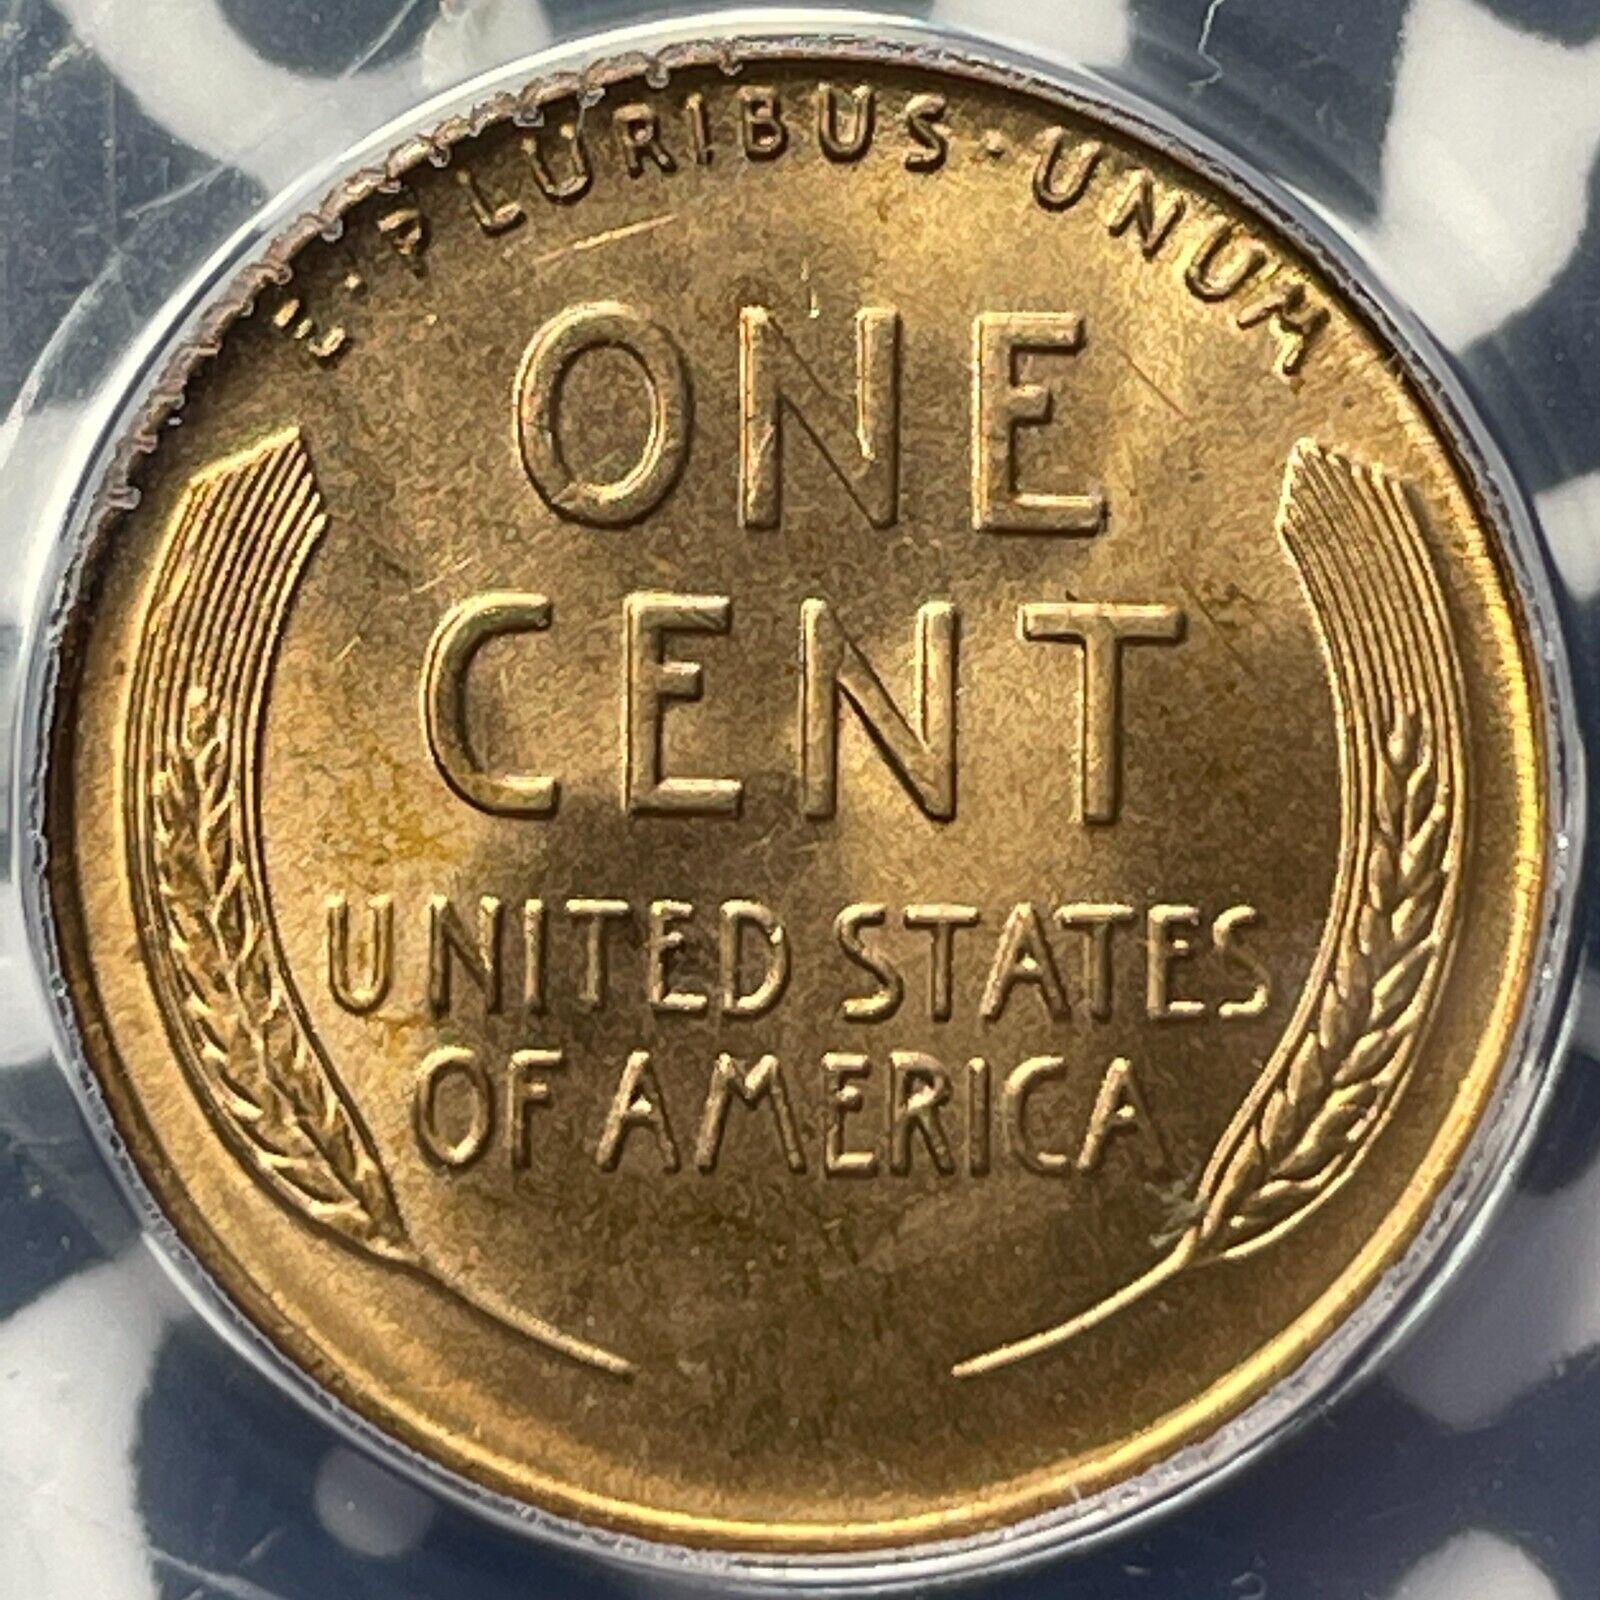 E·PLURIBUS·UNUM
ONE
CENT
UNITED STATES
OF AMERICA